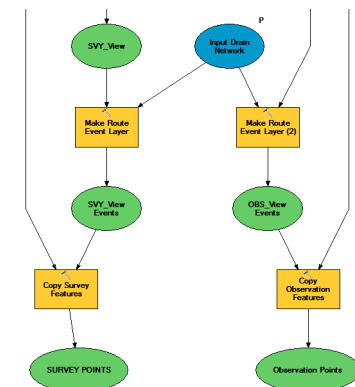 P
SVY_View
Input Drain
Network
Make Route
Event Layer
Make Route
Event Layer (2)
SVY_View
Events
OBS_View
Events
Copy Survey
Features
Copy
Observation
Features
SURVEY POINTS
Observation Points